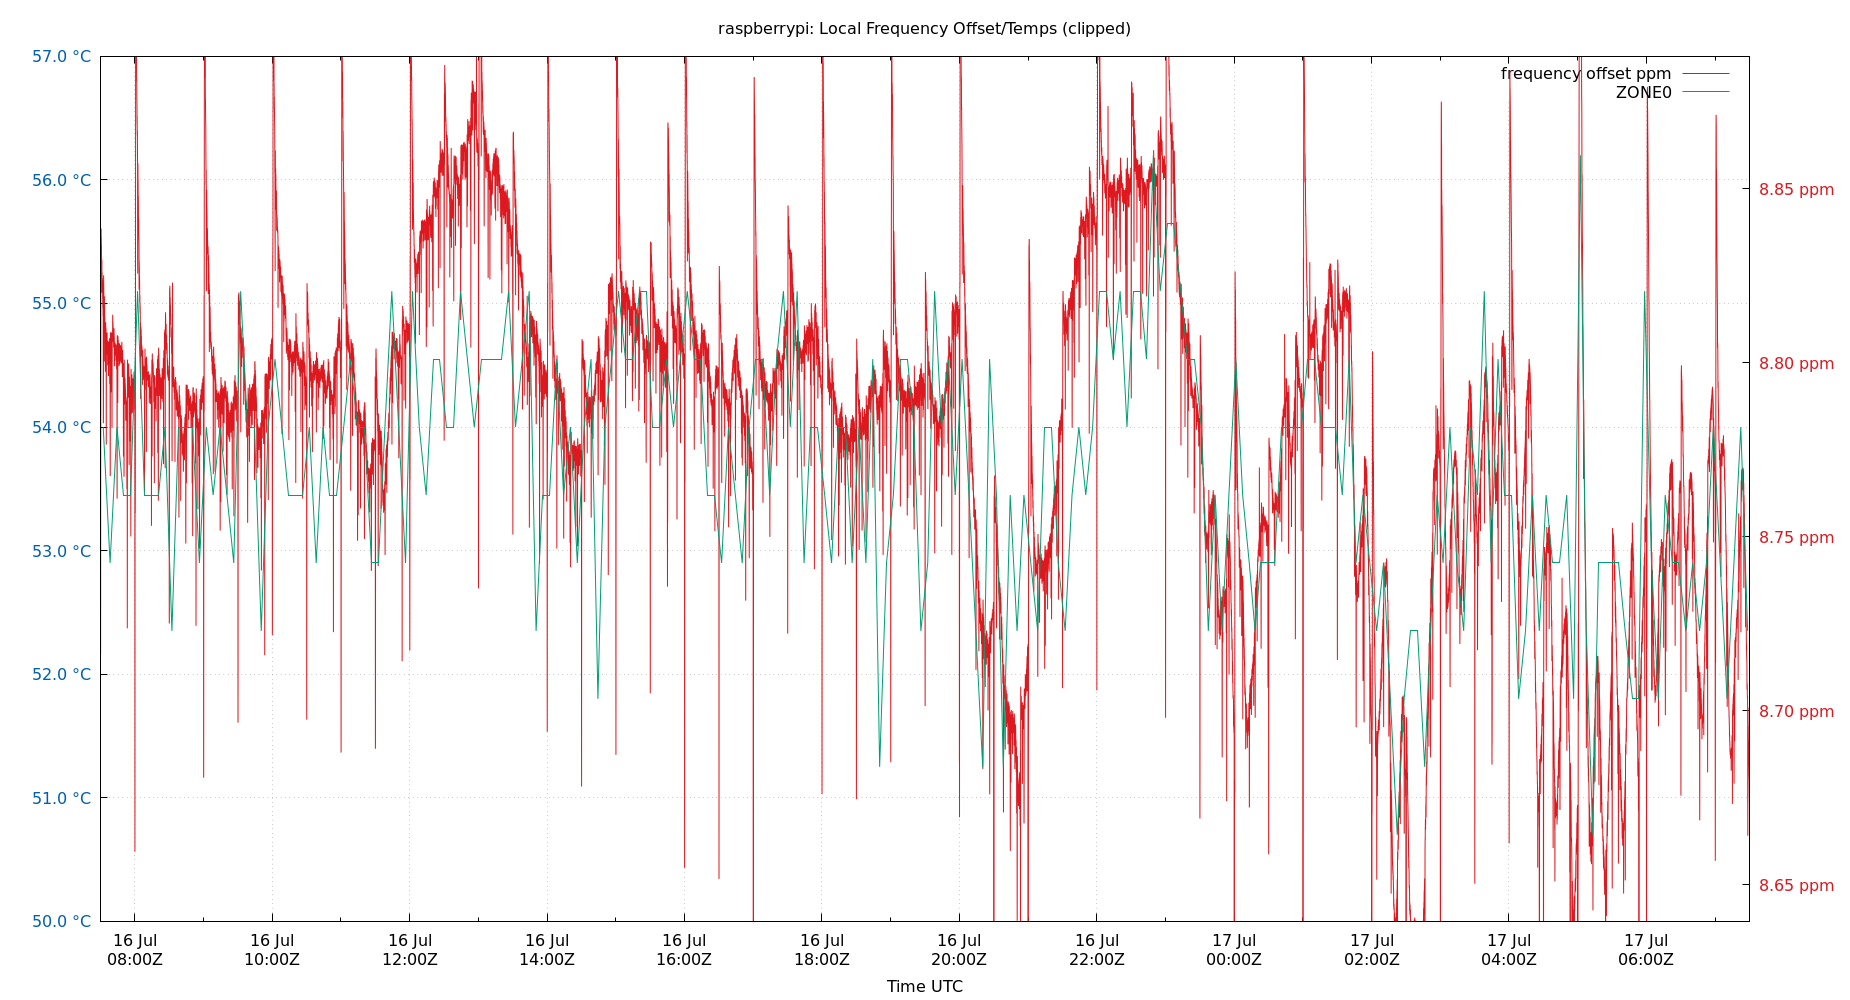 raspberrypi: Local Frequency Offset/Temps (clipped)
frequency offset ppm
ZONE0
57.0 °C
56.0 °C
55.0 °C
54.0 °C
53.0 °C
52.0 °C
51.0 °C
50.0 °C
8.85 ppm
8.80 ppm
8.75 ppm
8.70 ppm
8.65 ppm
16 Jul 16 Jul 16 Jul 16 Jul 16 Jul 16 Jul 16 Jul 16 Jul 17 Jul 17 Jul 17 Jul 17 Jul
08:00Z 10:00Z 12:00Z 14:00Z 16:00Z 18:00Z 20:00Z 22:00Z 00:00Z 02:00Z 04:00Z 06:00Z
Time UTC